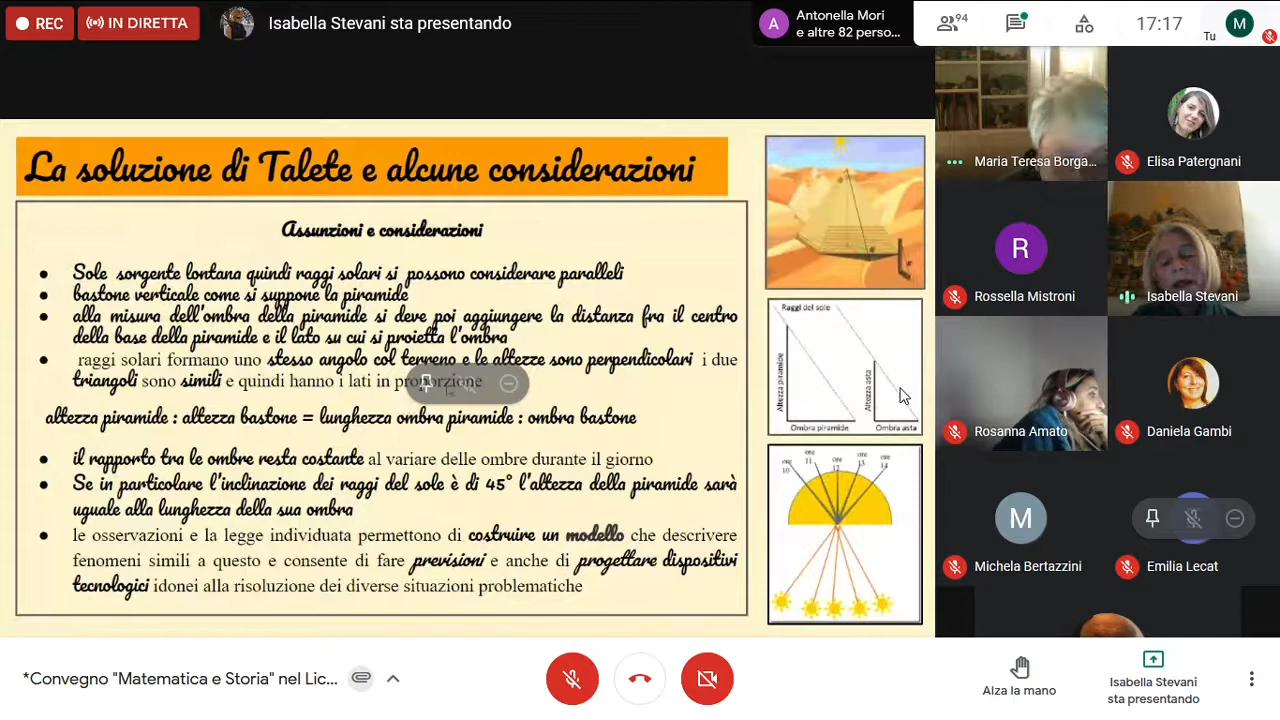 REC
IN DIRETTA
Isabella Stevani sta presentando
A
Antonella Mori
e altre 82 perso...
94
17:17
Tu
M
La soluzione di Talete e alcune considerazioni
Assunzioni e considerazioni
Sole sorgente lontana quindi raggi solari si possono considerare paralleli
bastone verticale come si suppone la piramide
alla misura dell'ombra della piramide si deve poi aggiungere la distanza fra il centro
della base della piramide e il lato su cui si proietta l'ombra
raggi solari formano uno stesso angolo col terreno e le altezze sono perpendicolari i due
triangoli sono simili e quindi hanno i lati in proporzione
altezza piramide : altezza bastone = lunghezza ombra piramide : ombra bastone
il rapporto tra le ombre resta costante al variare delle ombre durante il giorno
Se in particolare l'inclinazione dei raggi del sole è di 45° l'altezza della piramide sarà
uguale alla lunghezza della sua ombra
le osservazioni e la legge individuata permettono di costruire un modello che descrivere
fenomeni simili a questo e consente di fare previsioni e anche di progettare dispositivi
tecnologici idonei alla risoluzione dei diverse situazioni problematiche
Raggi del sole
Altezza piramide
Altezza asta
Ombra piramide
Ombra asta
ore
10
ore
11
ore
12
ore
13
ore
14
Maria Teresa Borga...
Elisa Patergnani
R
Rossella Mistroni
Isabella Stevani
Rosanna Amato
Daniela Gambi
M
Michela Bertazzini
Emilia Lecat
*Convegno "Matematica e Storia" nel Lic...
Alza la mano
Isabella Stevani
sta presentando